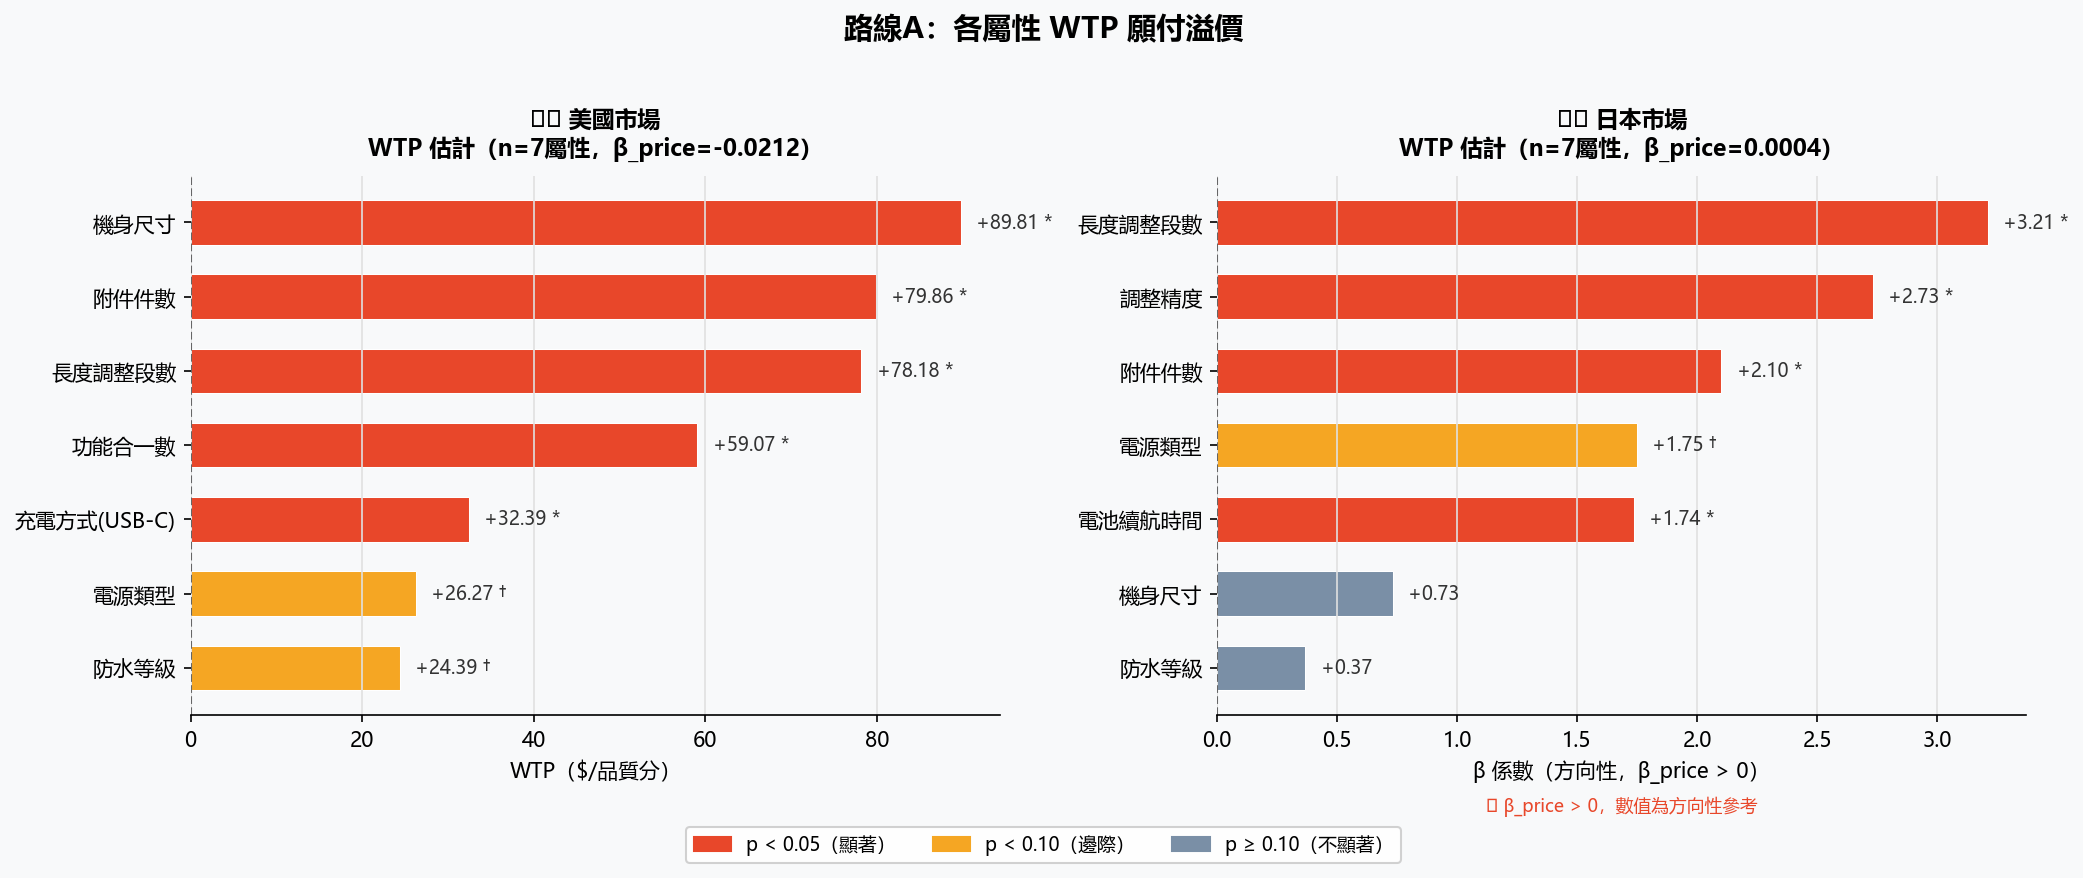 路線A：各屬性 WTP 願付溢價
美國市場
WTP 估計（n=7屬性，β_price=-0.0212）
機身尺寸
+89.81 *
附件件數
+79.86 *
長度調整段數
+78.18 *
功能合一數
+59.07 *
充電方式(USB-C)
+32.39 *
電源類型
+26.27 †
防水等級
+24.39 †
0 20 40 60 80
WTP（$/品質分）
日本市場
WTP 估計（n=7屬性，β_price=0.0004）
長度調整段數
+3.21 *
調整精度
+2.73 *
附件件數
+2.10 *
電源類型
+1.75 †
電池續航時間
+1.74 *
機身尺寸
+0.73
防水等級
+0.37
0.0 0.5 1.0 1.5 2.0 2.5 3.0
β 係數（方向性，β_price > 0）
β_price > 0，數值為方向性參考
p < 0.05（顯著） p < 0.10（邊際） p ≥ 0.10（不顯著）